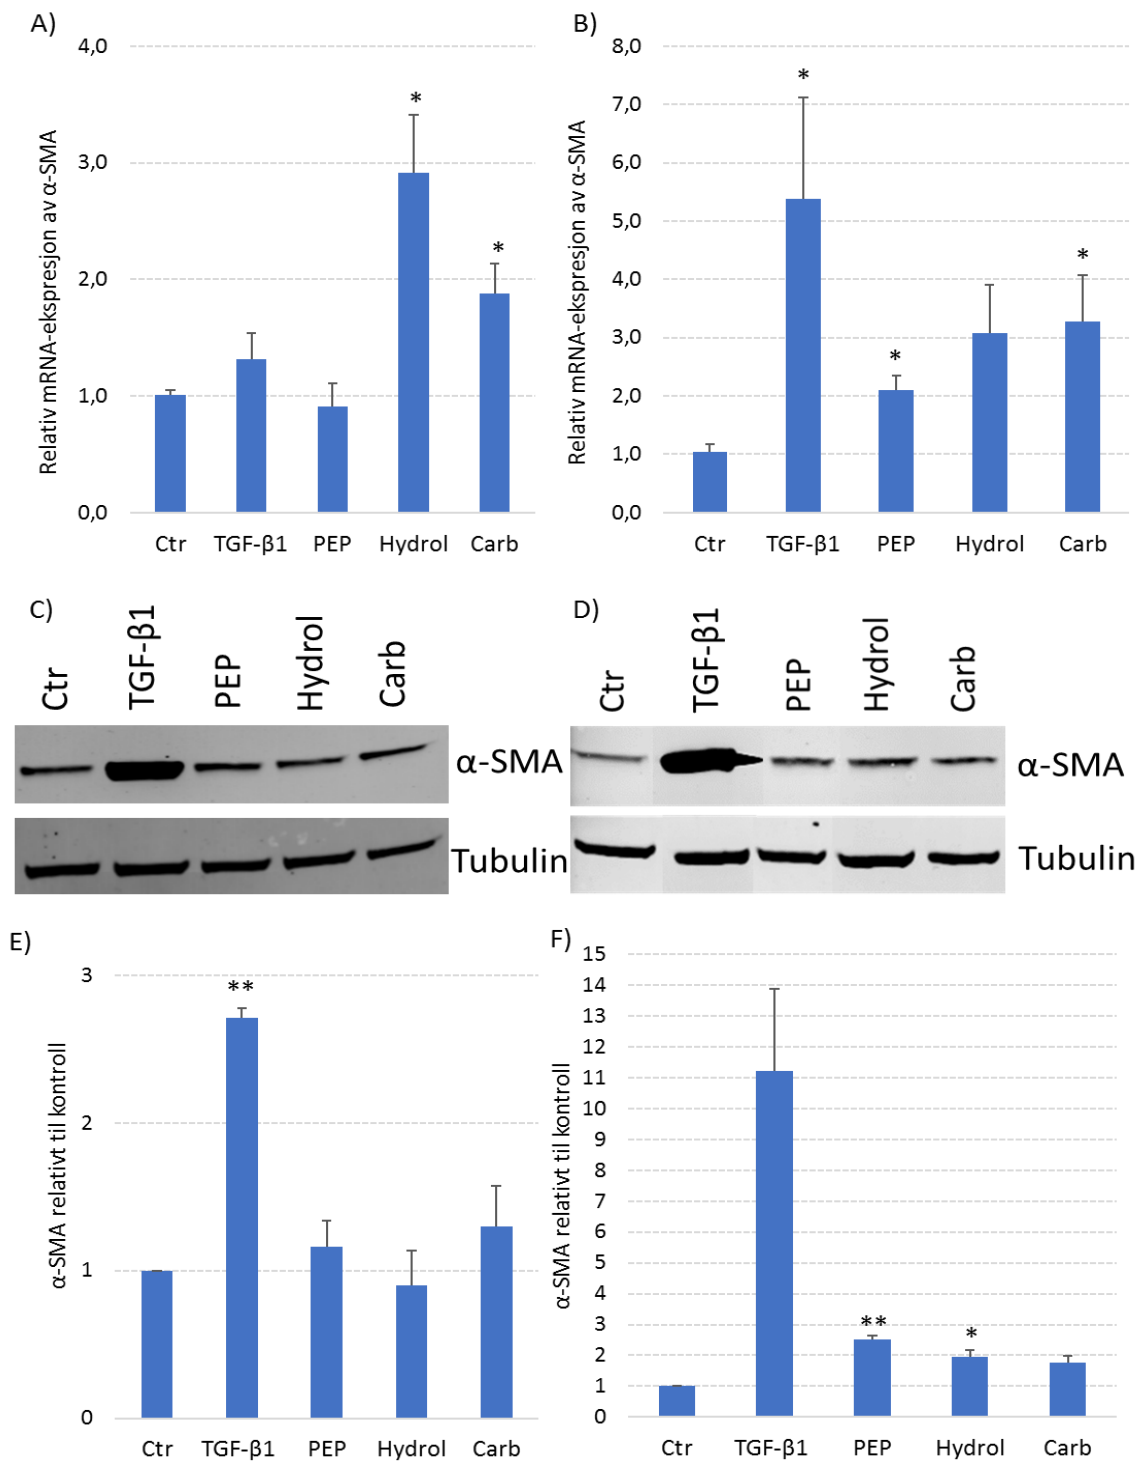 A)
4,0
3,0
2,0
1,0
0,0
Relativ mRNA-ekspresjon av α-SMA
*
*
Ctr TGF-β1 PEP Hydrol Carb
B)
8,0
7,0
6,0
5,0
4,0
3,0
2,0
1,0
0,0
Relativ mRNA-ekspresjon av α-SMA
*
*
*
Ctr TGF-β1 PEP Hydrol Carb
C)
Ctr TGF-β1 PEP Hydrol Carb
α-SMA
Tubulin
D)
Ctr TGF-β1 PEP Hydrol Carb
α-SMA
Tubulin
E)
3
2
1
0
α-SMA relativt til kontroll
**
Ctr TGF-β1 PEP Hydrol Carb
F)
15
14
13
12
11
10
9
8
7
6
5
4
3
2
1
0
α-SMA relativt til kontroll
**
*
Ctr TGF-β1 PEP Hydrol Carb